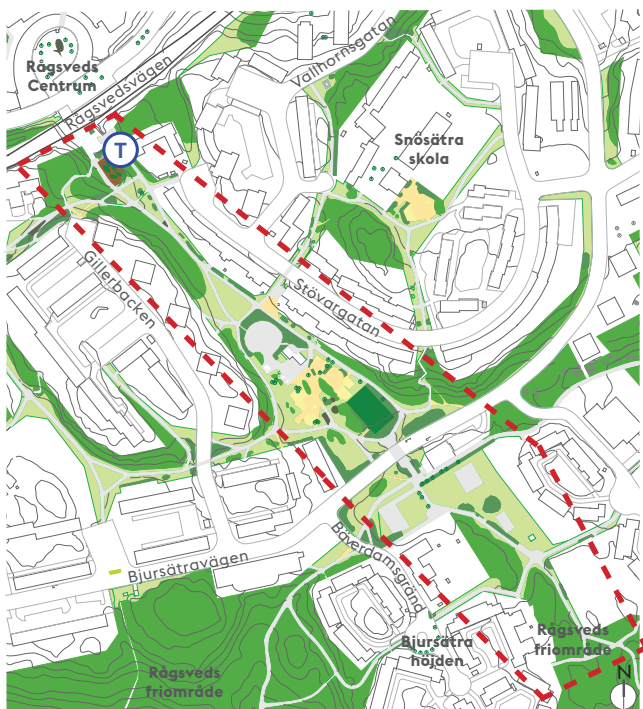 Rågsveds
Centrum
Rågsvedsvägen
Vallhornsgatan
T
Snösätra
skola
Gillerbacken
Stövargatan
Bjursätravägen
Bäverdamsgränd
Bjursätra
höjden
Rågsveds
friområde
Rågsveds
friområde
N